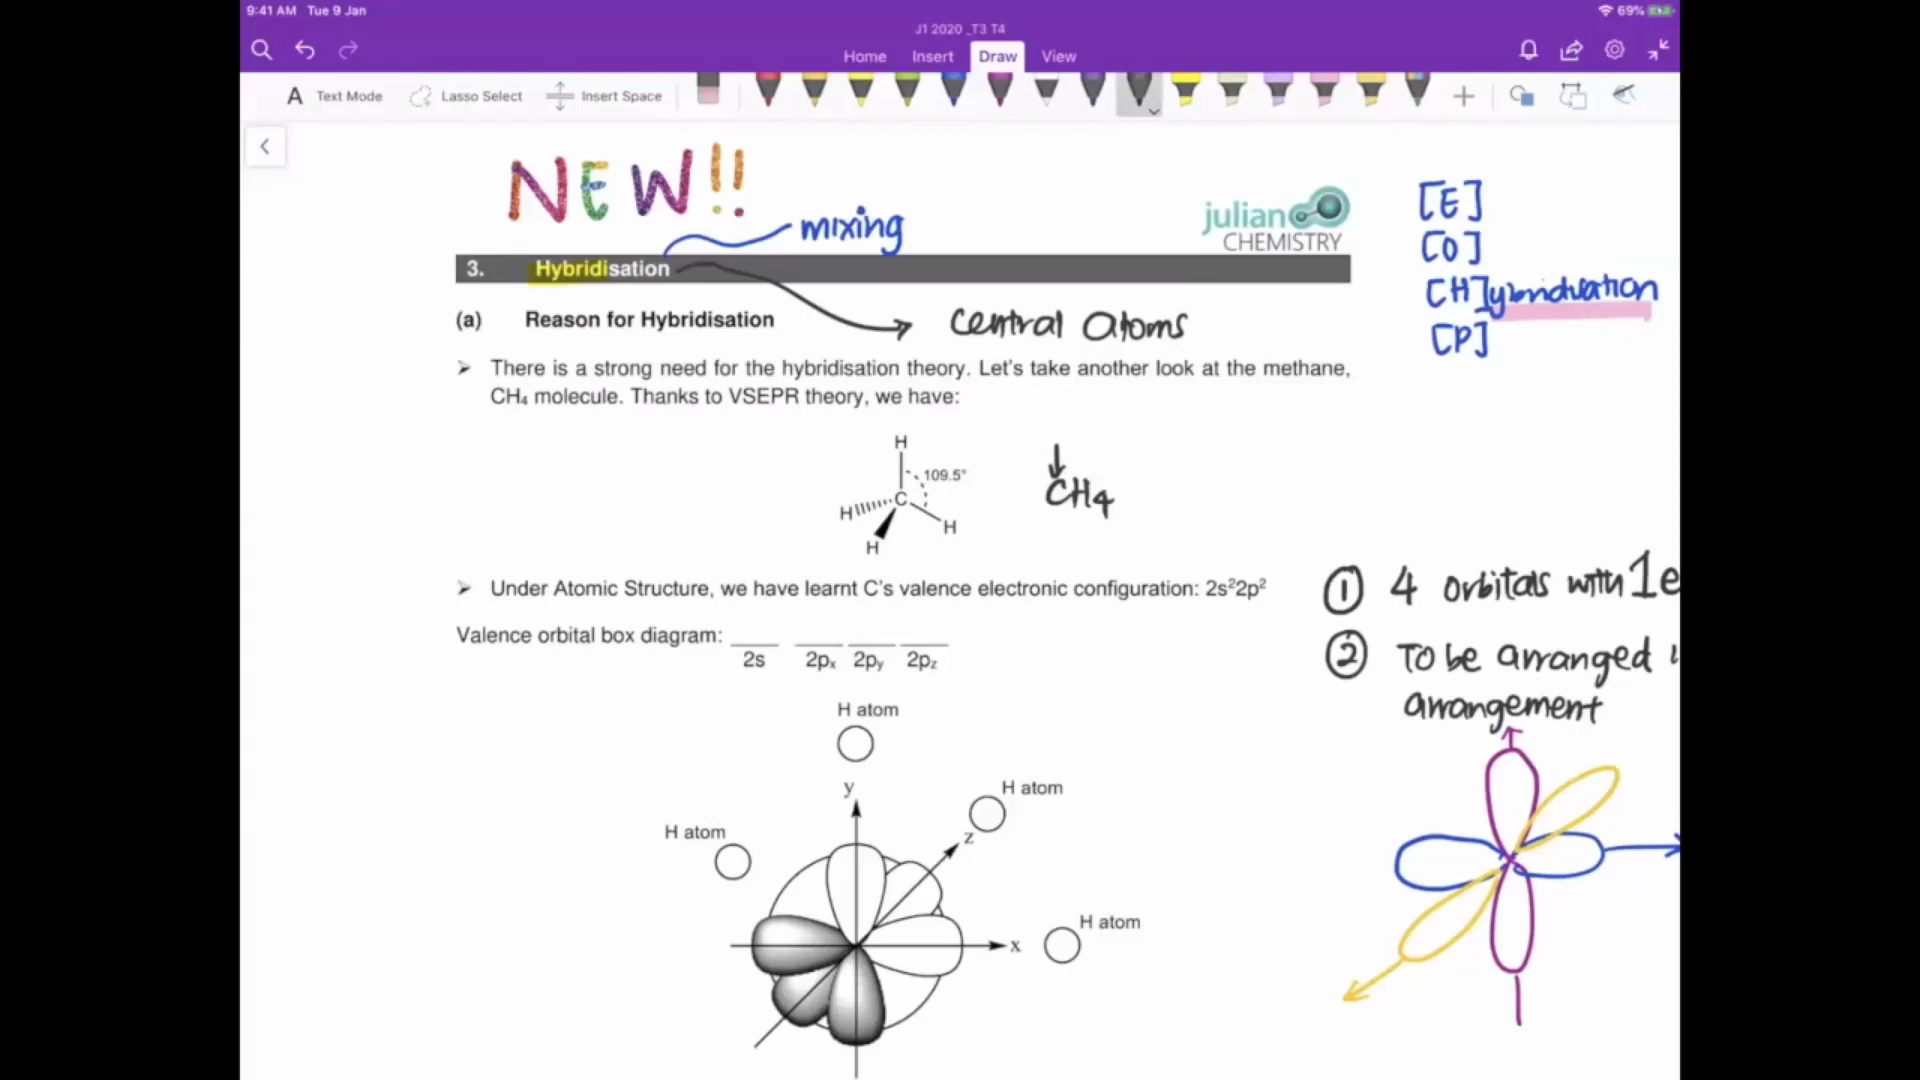 9:41 AM Tue 9 Jan
69%
J1 2020 _T3 T4
Home Insert Draw View
A Text Mode Lasso Select Insert Space
NEW!!
mixing
julian
CHEMISTRY
[E]
[O]
[H]ybridisation
[P]
3. Hybridisation
(a) Reason for Hybridisation
Central Atoms
➢ There is a strong need for the hybridisation theory. Let's take another look at the methane,
CH₄ molecule. Thanks to VSEPR theory, we have:
H
109.5°
C
H
H
H
CH4
➢ Under Atomic Structure, we have learnt C's valence electronic configuration: 2s²2p²
Valence orbital box diagram:
2s 2pₓ 2pᵧ 2p_z
① 4 orbitals with 1e
② To be arranged
arrangement
H atom
y
H atom
z
H atom
H atom
x